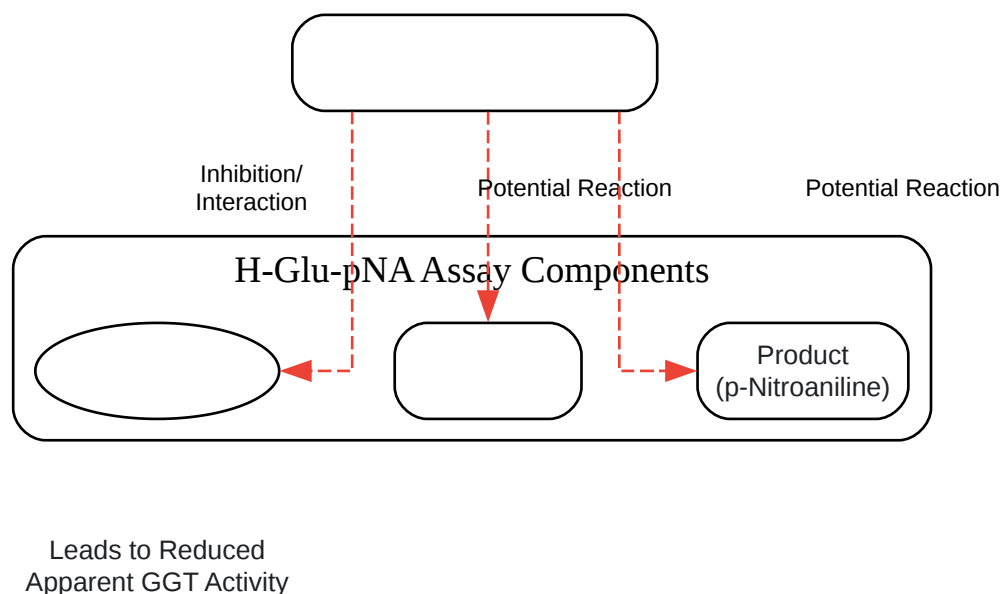 Inhibition/
Interaction
Potential Reaction
Potential Reaction
H-Glu-pNA Assay Components
Product
(p-Nitroaniline)
Leads to Reduced
Apparent GGT Activity